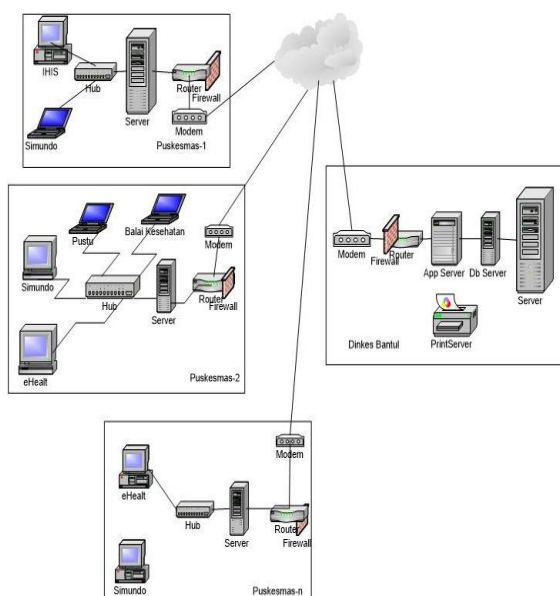 IHIS
Hub
Server
Router
Firewall
Modem
Simundo
Puskesmas-1
Pustu
Balai Kesehatan
Modem
Simundo
Hub
Server
Router
Firewall
eHealt
Puskesmas-2
Modem
Firewall
Router
App Server
Db Server
Server
Dinkes Bantul
PrintServer
Modem
eHealt
Hub
Server
Router
Firewall
Simundo
Puskesmas-n